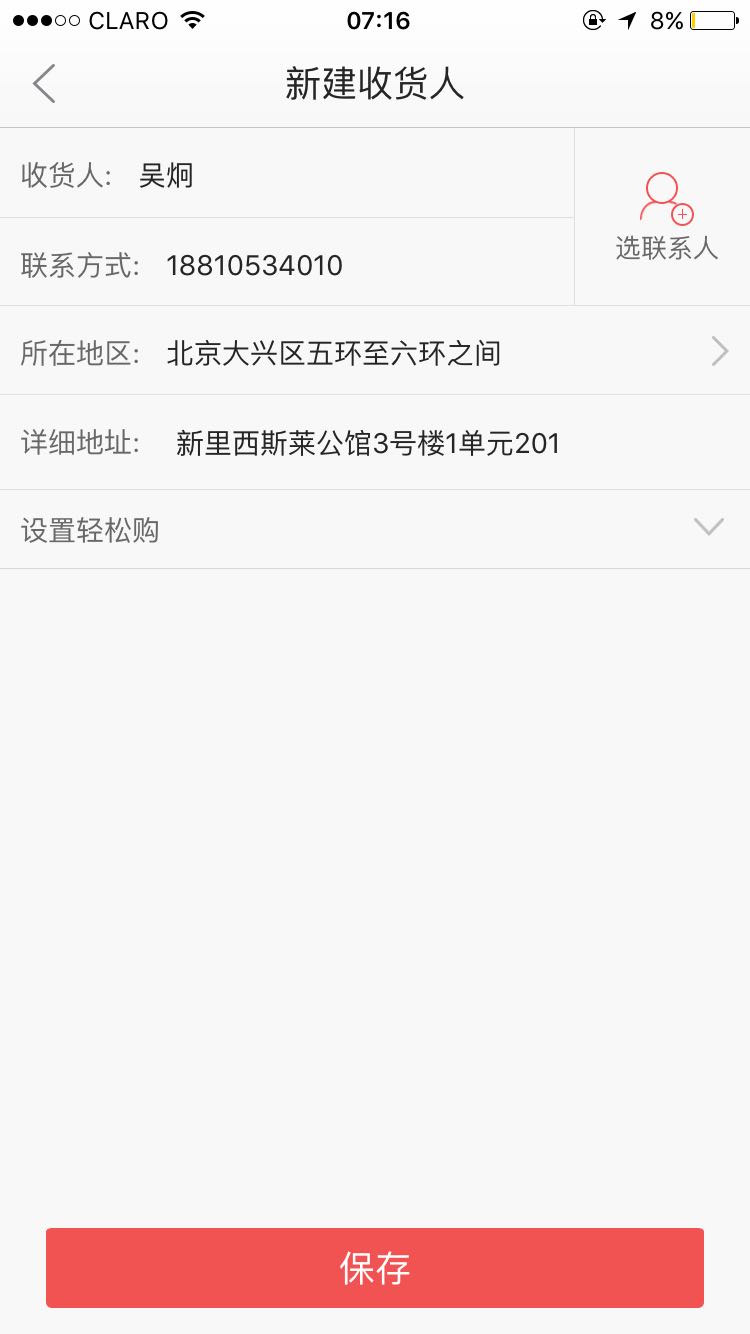 CLARO 07:16 8%
新建收货人
收货人: 吴炯
联系方式: 18810534010
选联系人
所在地区: 北京大兴区五环至六环之间
详细地址: 新里西斯莱公馆3号楼1单元201
设置轻松购
保存